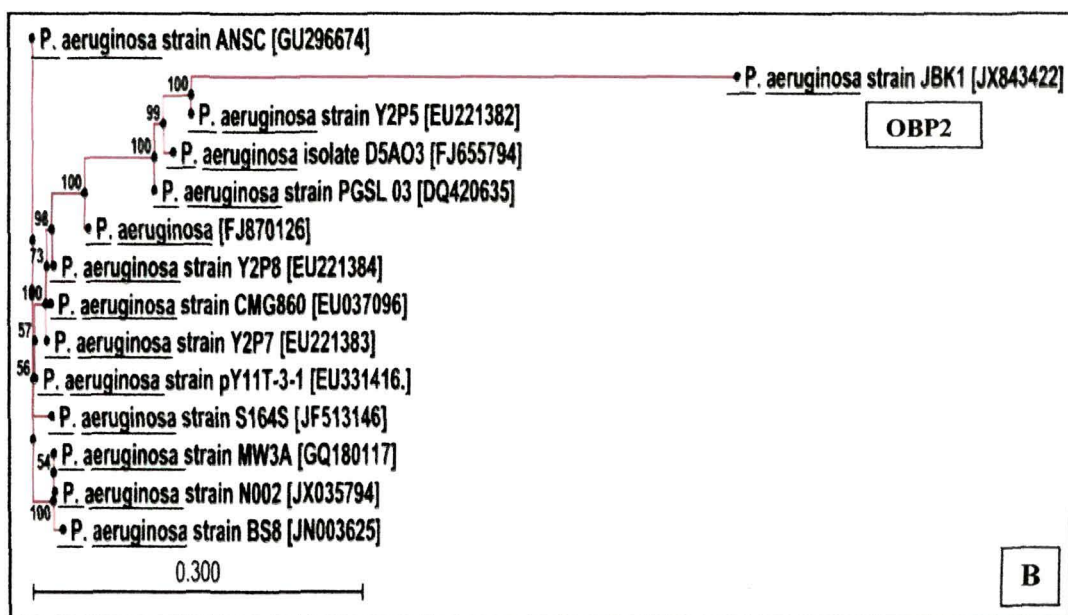 P. aeruginosa strain ANSC [GU296674]
100 P. aeruginosa strain JBK1 [JX843422]
99 P. aeruginosa strain Y2P5 [EU221382]
OBP2
100 P. aeruginosa isolate D5AO3 [FJ655794]
100 P. aeruginosa strain PGSL 03 [DQ420635]
98 P. aeruginosa [FJ870126]
73 P. aeruginosa strain Y2P8 [EU221384]
100 P. aeruginosa strain CMG860 [EU037096]
57 P. aeruginosa strain Y2P7 [EU221383]
56 P. aeruginosa strain pY11T-3-1 [EU331416.]
P. aeruginosa strain S164S [JF513146]
54 P. aeruginosa strain MW3A [GQ180117]
100 P. aeruginosa strain N002 [JX035794]
P. aeruginosa strain BS8 [JN003625]
0.300
B